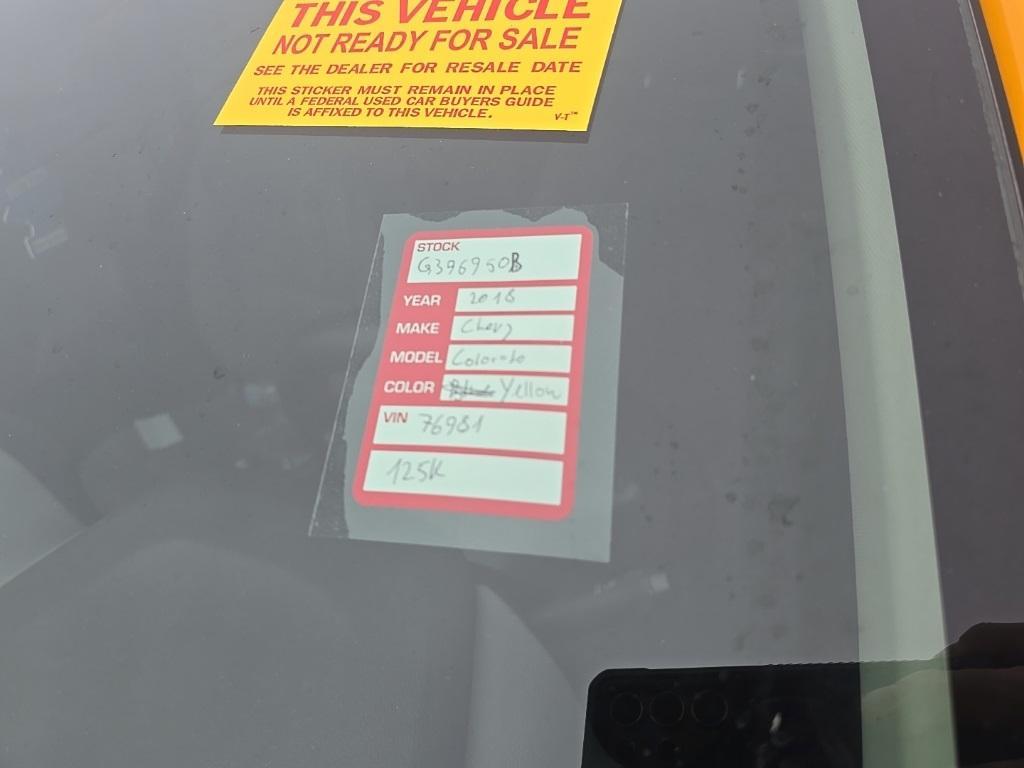 THIS VEHICLE
NOT READY FOR SALE
SEE THE DEALER FOR RESALE DATE
THIS STICKER MUST REMAIN IN PLACE
UNTIL A FEDERAL USED CAR BUYERS GUIDE
IS AFFIXED TO THIS VEHICLE.
V-T™
STOCK
G396950B
YEAR 2018
MAKE Chevy
MODEL Colorado
COLOR Yellow
VIN 76981
125K